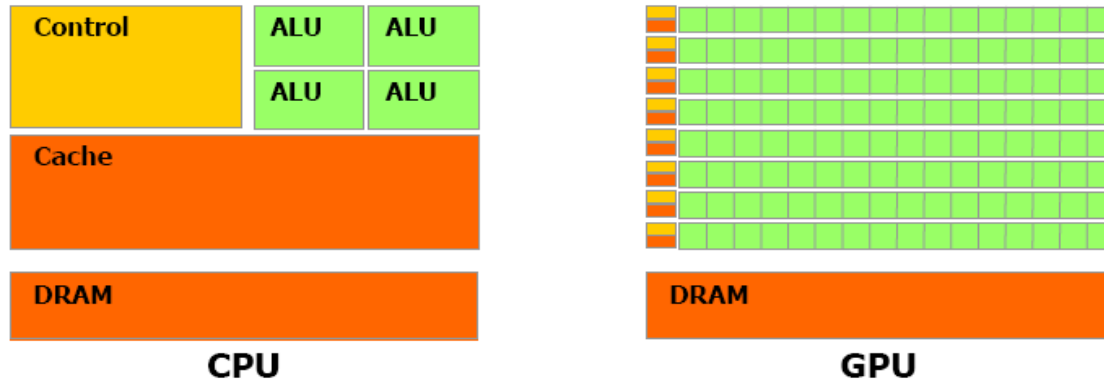 Control
ALU ALU
ALU ALU
Cache
DRAM
CPU
DRAM
GPU